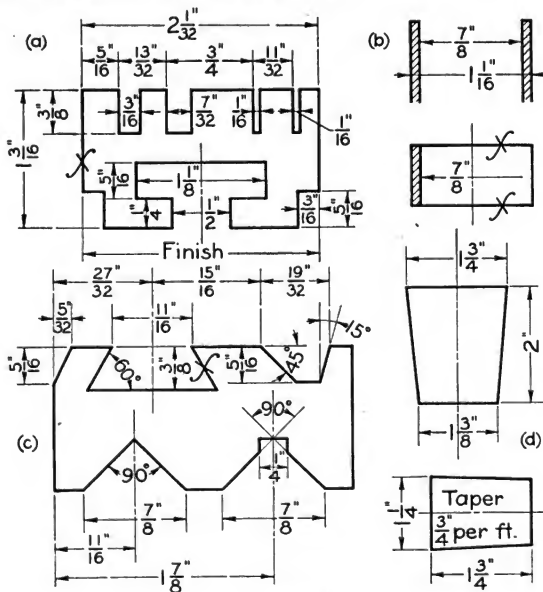 (a)
2 1/32"
5/16" 13/32" 3/4" 11/32"
3/8" 3/16" 7/32" 1/16" 1/16"
1 3/16"
5/16" 1 1/8"
1/4" 1/2" 3/16" 5/16"
Finish
(b)
7/8"
1 1/16"
7/8"
27/32" 15/16" 19/32"
5/32" 11/16" 15°
5/16" 60° 3/8" 5/16" 45°
(c)
90° 90°
1/4"
7/8" 7/8"
11/16"
1 7/8"
1 3/4"
2"
1 3/8"
(d)
1 1/4"
Taper
3/4" per ft.
1 3/4"